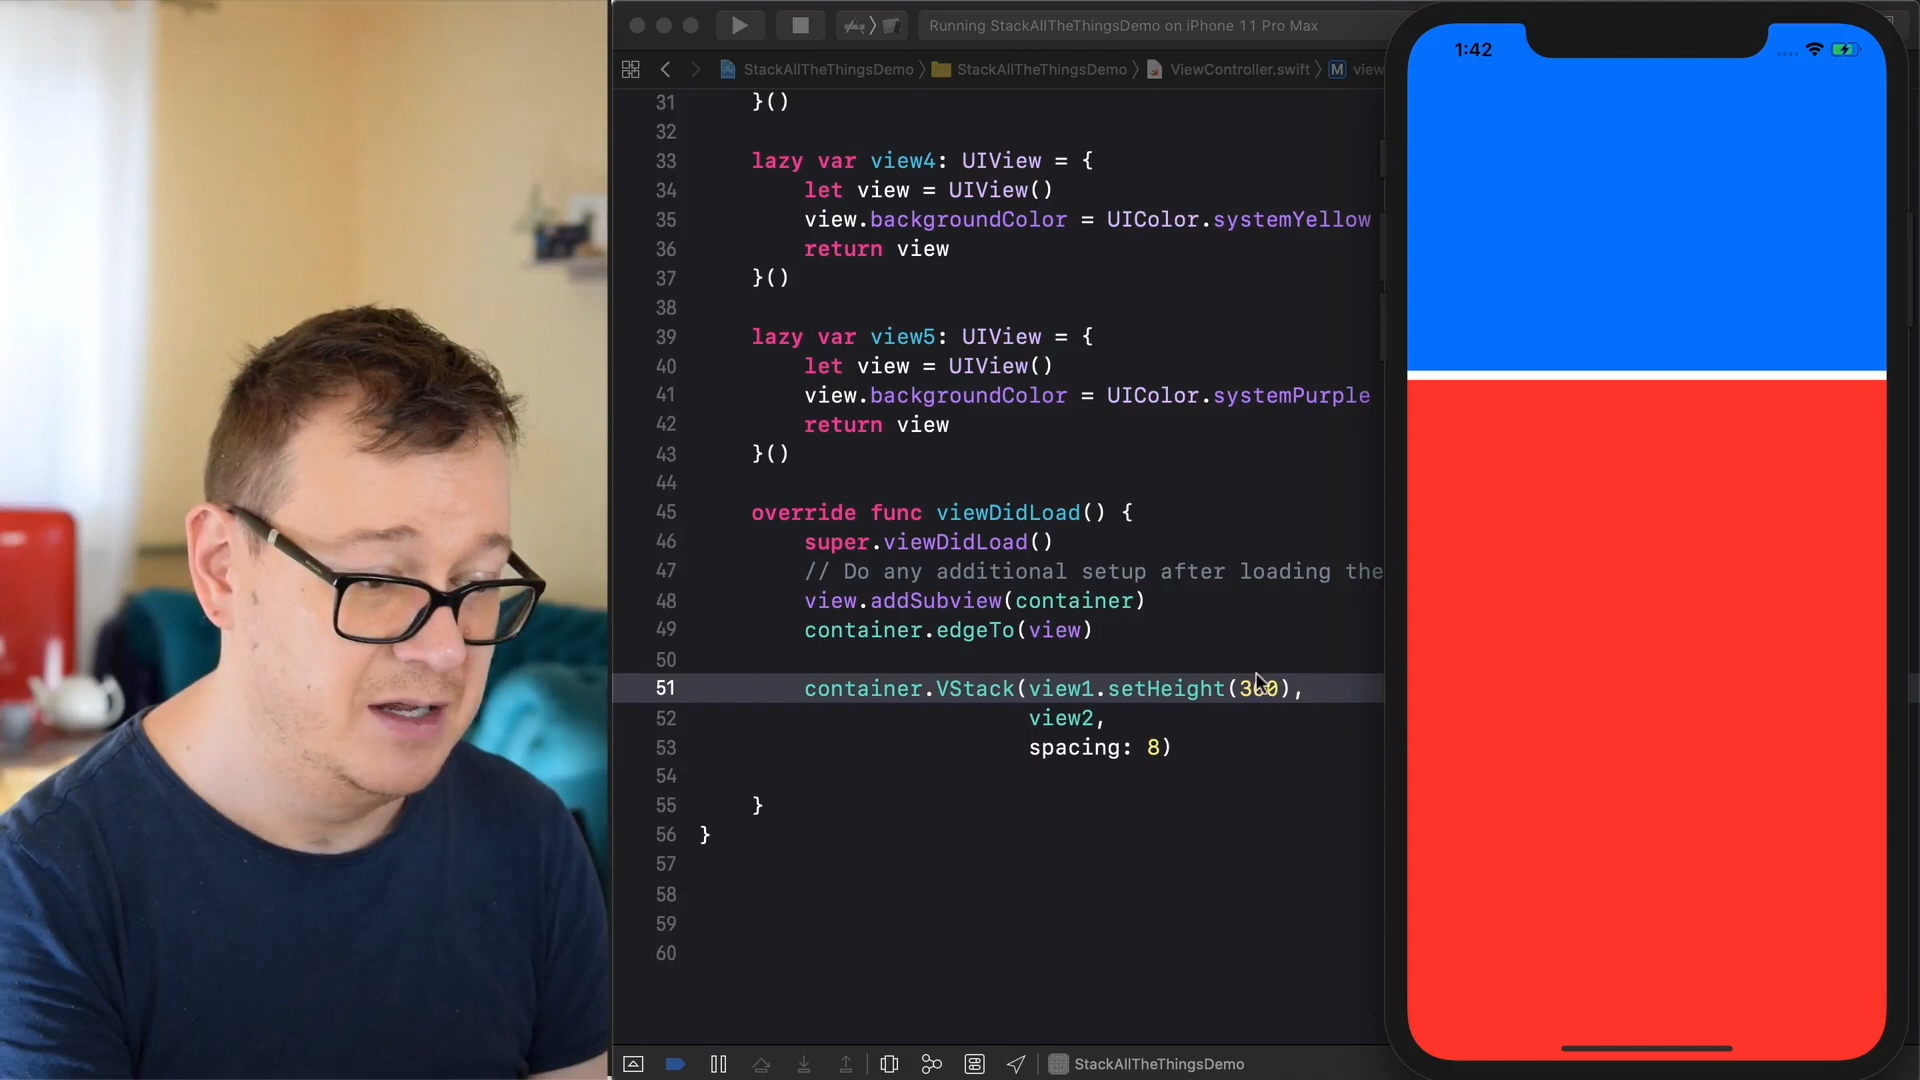 Running StackAllTheThingsDemo on iPhone 11 Pro Max
StackAllTheThingsDemo StackAllTheThingsDemo ViewController.swift M view
31 }()
32
33 lazy var view4: UIView = {
34 let view = UIView()
35 view.backgroundColor = UIColor.systemYellow
36 return view
37 }()
38
39 lazy var view5: UIView = {
40 let view = UIView()
41 view.backgroundColor = UIColor.systemPurple
42 return view
43 }()
44
45 override func viewDidLoad() {
46 super.viewDidLoad()
47 // Do any additional setup after loading the
48 view.addSubview(container)
49 container.edgeTo(view)
50
51 container.VStack(view1.setHeight(300),
52 view2,
53 spacing: 8)
54
55 }
56 }
57
58
59
60
StackAllTheThingsDemo
1:42